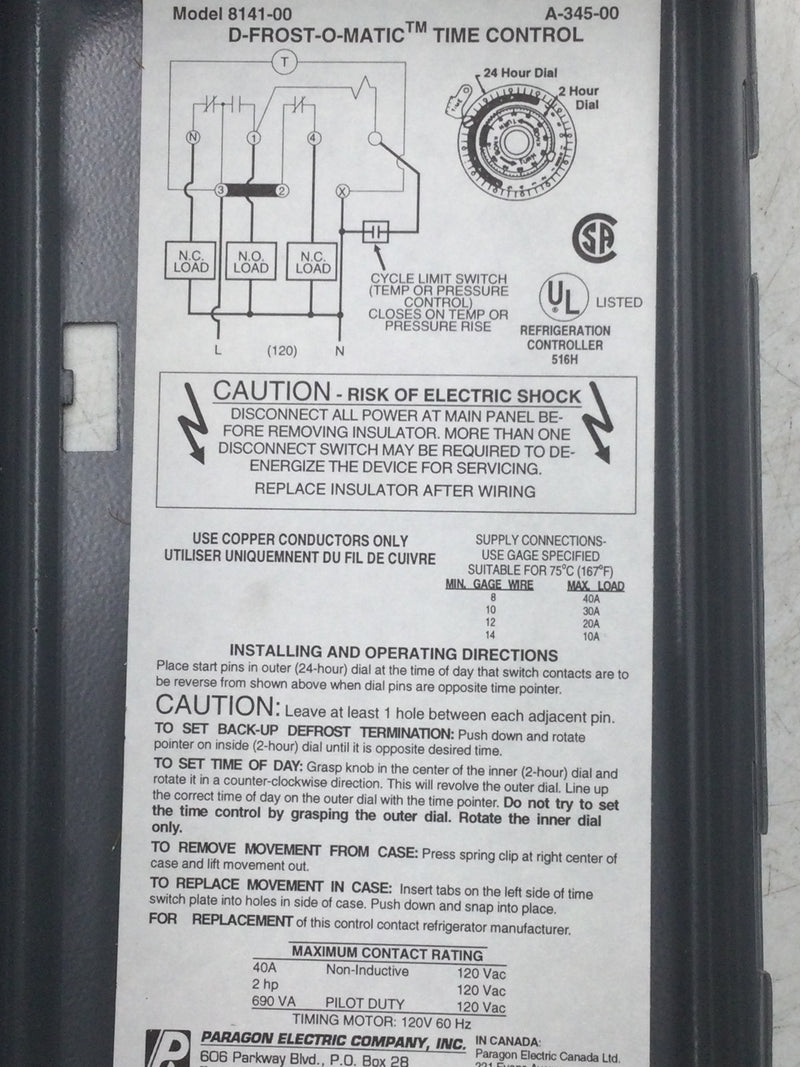 Model 8141-00 A-345-00
D-FROST-O-MATIC™ TIME CONTROL
T
24 Hour Dial
2 Hour
Dial
TIME
N 1 4
3 2 X
N.C.
LOAD
N.O.
LOAD
N.C.
LOAD
CYCLE LIMIT SWITCH
(TEMP OR PRESSURE
CONTROL)
CLOSES ON TEMP OR
PRESSURE RISE
L (120) N
SA
UL ® LISTED
REFRIGERATION
CONTROLLER
516H
CAUTION - RISK OF ELECTRIC SHOCK
DISCONNECT ALL POWER AT MAIN PANEL BE-
FORE REMOVING INSULATOR. MORE THAN ONE
DISCONNECT SWITCH MAY BE REQUIRED TO DE-
ENERGIZE THE DEVICE FOR SERVICING.
REPLACE INSULATOR AFTER WIRING
USE COPPER CONDUCTORS ONLY
UTILISER UNIQUEMNENT DU FIL DE CUIVRE
SUPPLY CONNECTIONS-
USE GAGE SPECIFIED
SUITABLE FOR 75°C (167°F)
MIN. GAGE WIRE MAX. LOAD
8 40A
10 30A
12 20A
14 10A
INSTALLING AND OPERATING DIRECTIONS
Place start pins in outer (24-hour) dial at the time of day that switch contacts are to
be reverse from shown above when dial pins are opposite time pointer.
CAUTION: Leave at least 1 hole between each adjacent pin.
TO SET BACK-UP DEFROST TERMINATION: Push down and rotate
pointer on inside (2-hour) dial until it is opposite desired time.
TO SET TIME OF DAY: Grasp knob in the center of the inner (2-hour) dial and
rotate it in a counter-clockwise direction. This will revolve the outer dial. Line up
the correct time of day on the outer dial with the time pointer. Do not try to set
the time control by grasping the outer dial. Rotate the inner dial
only.
TO REMOVE MOVEMENT FROM CASE: Press spring clip at right center of
case and lift movement out.
TO REPLACE MOVEMENT IN CASE: Insert tabs on the left side of time
switch plate into holes in side of case. Push down and snap into place.
FOR REPLACEMENT of this control contact refrigerator manufacturer.
MAXIMUM CONTACT RATING
40A Non-Inductive 120 Vac
2 hp 120 Vac
690 VA PILOT DUTY 120 Vac
TIMING MOTOR: 120V 60 Hz
PARAGON ELECTRIC COMPANY, INC.
606 Parkway Blvd., P.O. Box 28
IN CANADA:
Paragon Electric Canada Ltd.